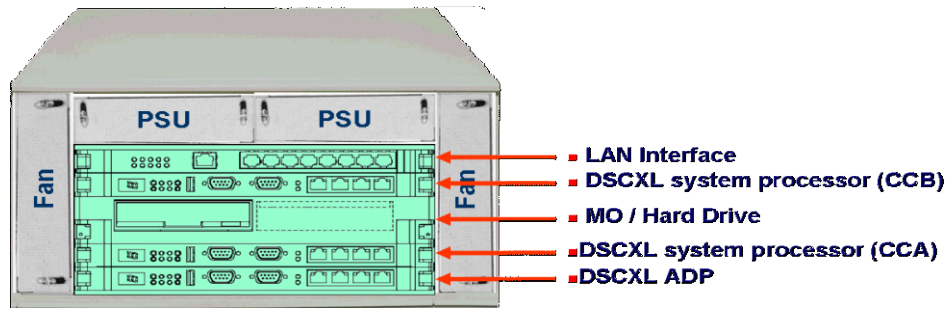 PSU PSU
Fan Fan
LAN Interface
DSCXL system processor (CCB)
MO / Hard Drive
DSCXL system processor (CCA)
DSCXL ADP